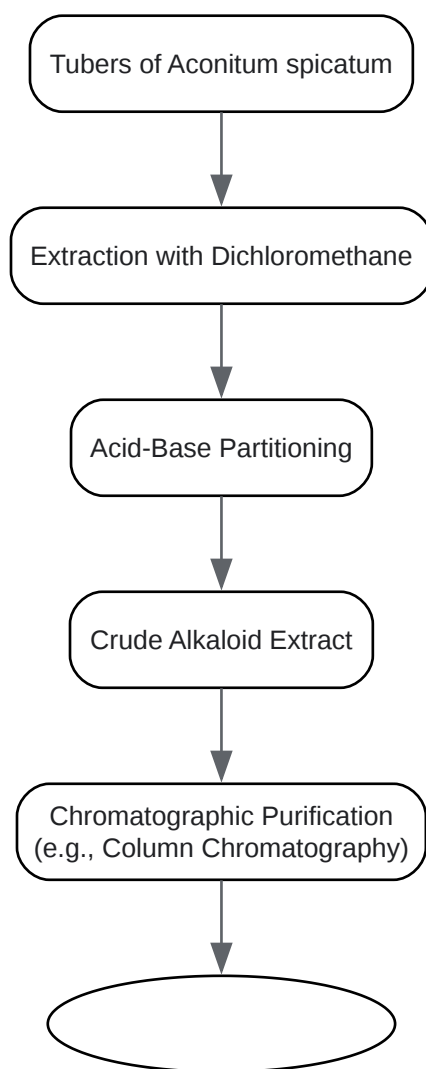 Tubers of Aconitum spicatum
Extraction with Dichloromethane
Acid-Base Partitioning
Crude Alkaloid Extract
Chromatographic Purification
(e.g., Column Chromatography)